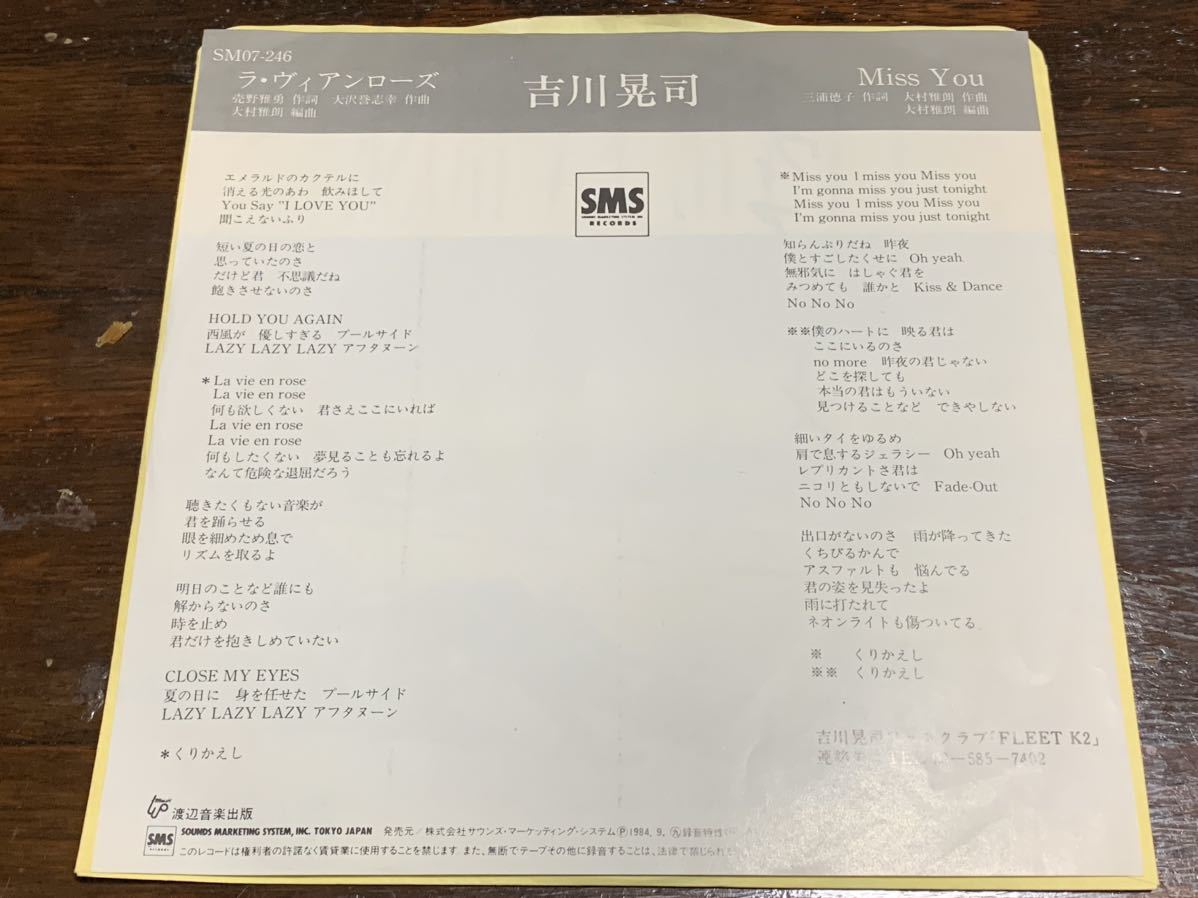 SM07-246
ラ・ヴィアンローズ
売野雅勇 作詞 大沢誉志幸 作曲
大村雅朗 編曲
吉川晃司
Miss You
三浦徳子 作詞 大村雅朗 作曲
大村雅朗 編曲
エメラルドのカクテルに
消える光のあわ 飲みほして
You Say "I LOVE YOU"
聞こえないふり
短い夏の日の恋と
思っていたのさ
だけど君 不思議だね
飽きさせないのさ
HOLD YOU AGAIN
西風が 優しすぎる プールサイド
LAZY LAZY LAZY アフタヌーン
*La vie en rose
La vie en rose
何も欲しくない 君さえここにいれば
La vie en rose
La vie en rose
何もしたくない 夢見ることも忘れるよ
なんて危険な退屈だろう
聴きたくもない音楽が
君を踊らせる
眼を細めため息で
リズムを取るよ
明日のことなど誰にも
解からないのさ
時を止め
君だけを抱きしめていたい
CLOSE MY EYES
夏の日に 身を任せた プールサイド
LAZY LAZY LAZY アフタヌーン
*くりかえし
SMS
SOUNDS MARKETING SYSTEM INC.
RECORDS
※Miss you I miss you Miss you
I'm gonna miss you just tonight
Miss you I miss you Miss you
I'm gonna miss you just tonight
知らんぷりだね 昨夜
僕とすごしたくせに Oh yeah
無邪気に はしゃぐ君を
みつめても 誰かと Kiss & Dance
No No No
※※僕のハートに 映る君は
ここにいるのさ
no more 昨夜の君じゃない
どこを探しても
本当の君はもういない
見つけることなど できやしない
細いタイをゆるめ
肩で息するジェラシー Oh yeah
レプリカントさ君は
ニコリともしないで Fade-Out
No No No
出口がないのさ 雨が降ってきた
くちびるかんで
アスファルトも 悩んでる
君の姿を見失ったよ
雨に打たれて
ネオンライトも傷ついてる
※ くりかえし
※※ くりかえし
吉川晃司 クラブ「FLEET K2」
TEL －585－7402
渡辺音楽出版
SMS
RECORDS
SOUNDS MARKETING SYSTEM, INC. TOKYO JAPAN 発売元／株式会社サウンズ・マーケッティング・システムⓅ1984. 9. 録音特性
このレコードは権利者の許諾なく賃貸業に使用することを禁じます. また、無断でテープその他に録音することは、法律で禁じられ